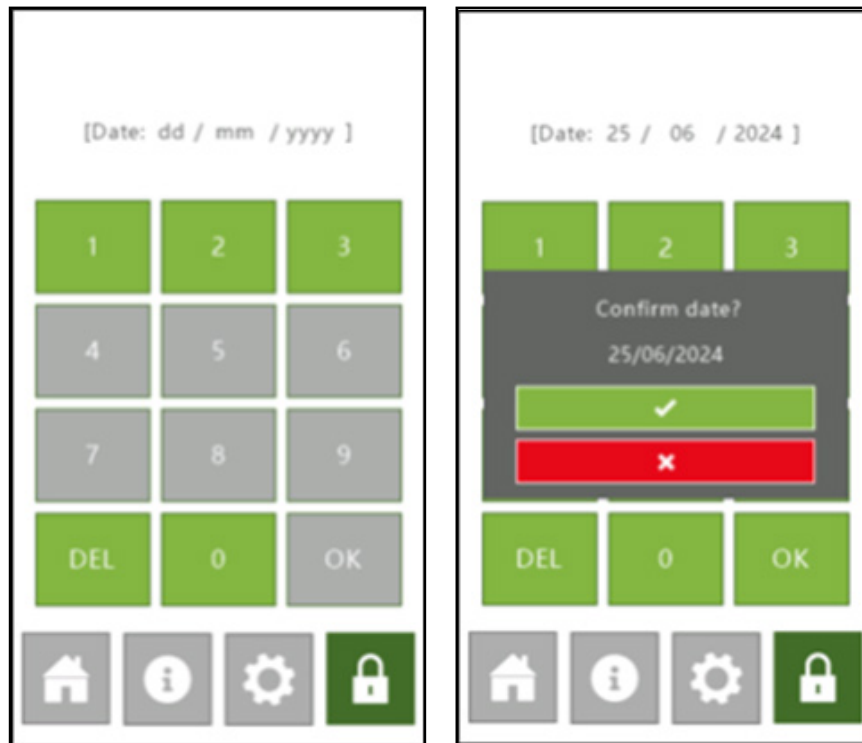 [Date: dd / mm / yyyy ]
1 2 3
4 5 6
7 8 9
DEL 0 OK
i
[Date: 25 / 06 / 2024 ]
1 2 3
Confirm date?
25/06/2024
DEL 0 OK
i